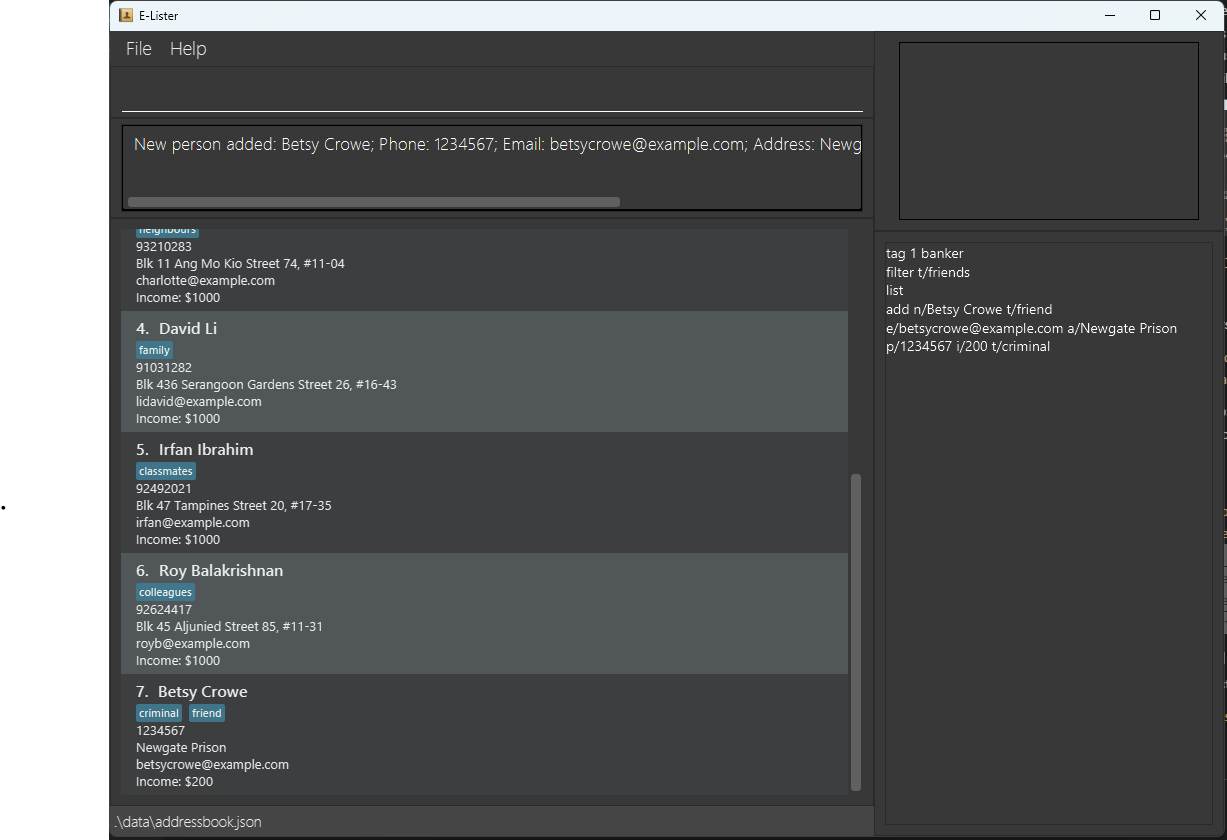 E-Lister
File Help
New person added: Betsy Crowe; Phone: 1234567; Email: betsycrowe@example.com; Address: Newg
neighbours
93210283
Blk 11 Ang Mo Kio Street 74, #11-04
charlotte@example.com
Income: $1000
4. David Li
family
91031282
Blk 436 Serangoon Gardens Street 26, #16-43
lidavid@example.com
Income: $1000
5. Irfan Ibrahim
classmates
92492021
Blk 47 Tampines Street 20, #17-35
irfan@example.com
Income: $1000
6. Roy Balakrishnan
colleagues
92624417
Blk 45 Aljunied Street 85, #11-31
royb@example.com
Income: $1000
7. Betsy Crowe
criminal friend
1234567
Newgate Prison
betsycrowe@example.com
Income: $200
.\data\addressbook.json
tag 1 banker
filter t/friends
list
add n/Betsy Crowe t/friend
e/betsycrowe@example.com a/Newgate Prison
p/1234567 i/200 t/criminal